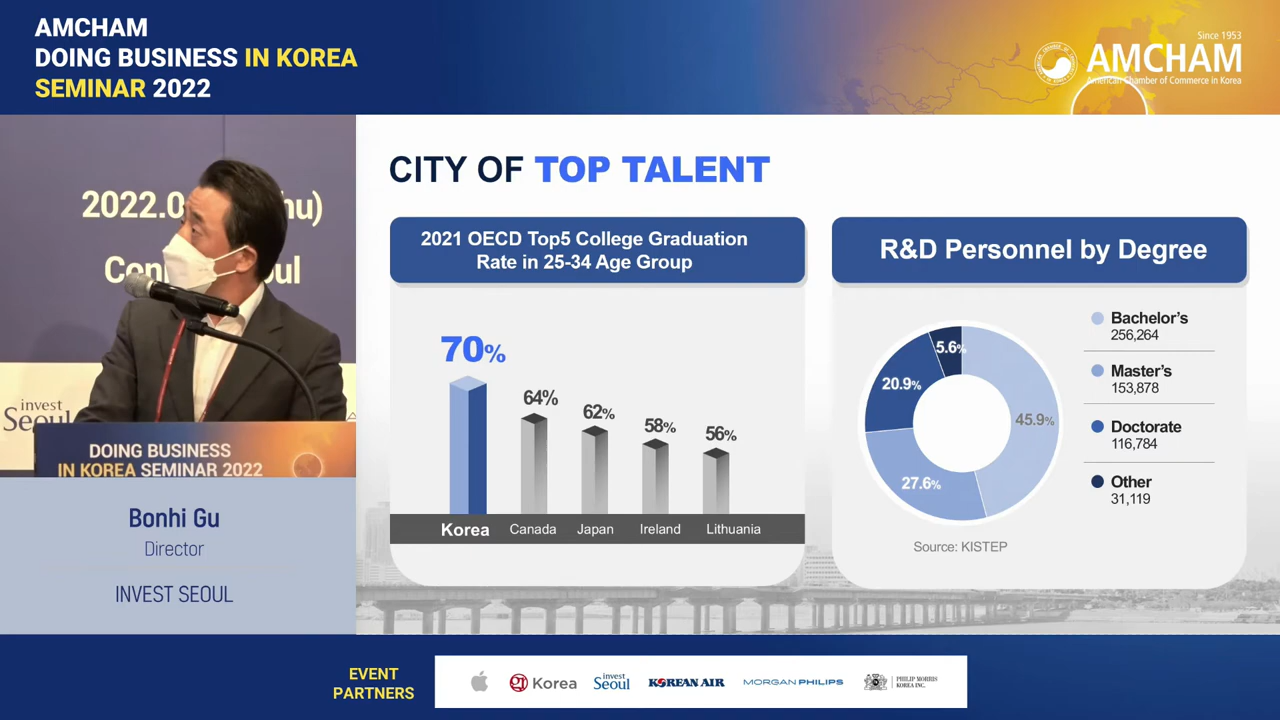 AMCHAM
DOING BUSINESS IN KOREA
SEMINAR 2022
Since 1953
AMCHAM
American Chamber of Commerce in Korea
CITY OF TOP TALENT
2021 OECD Top5 College Graduation
Rate in 25-34 Age Group
70%
64%
62%
58%
56%
Korea
Canada
Japan
Ireland
Lithuania
R&D Personnel by Degree
5.6%
20.9%
45.9%
27.6%
Bachelor's
256,264
Master's
153,878
Doctorate
116,784
Other
31,119
Source: KISTEP
invest
Seoul
DOING BUSINESS
IN KOREA SEMINAR 2022
Bonhi Gu
Director
INVEST SEOUL
EVENT
PARTNERS
Korea
invest
Seoul
KOREAN AIR
MORGAN PHILIPS
PHILIP MORRIS
KOREA INC.